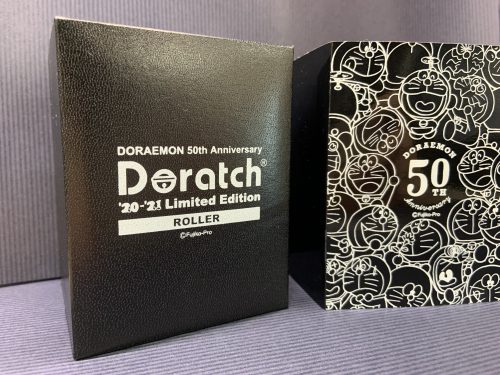 DORAEMON 50th Anniversary
Doratch®
'20-'21 Limited Edition
ROLLER
©Fujiko-Pro
DORAEMON
50
TH
Anniversary
©Fujiko-Pro